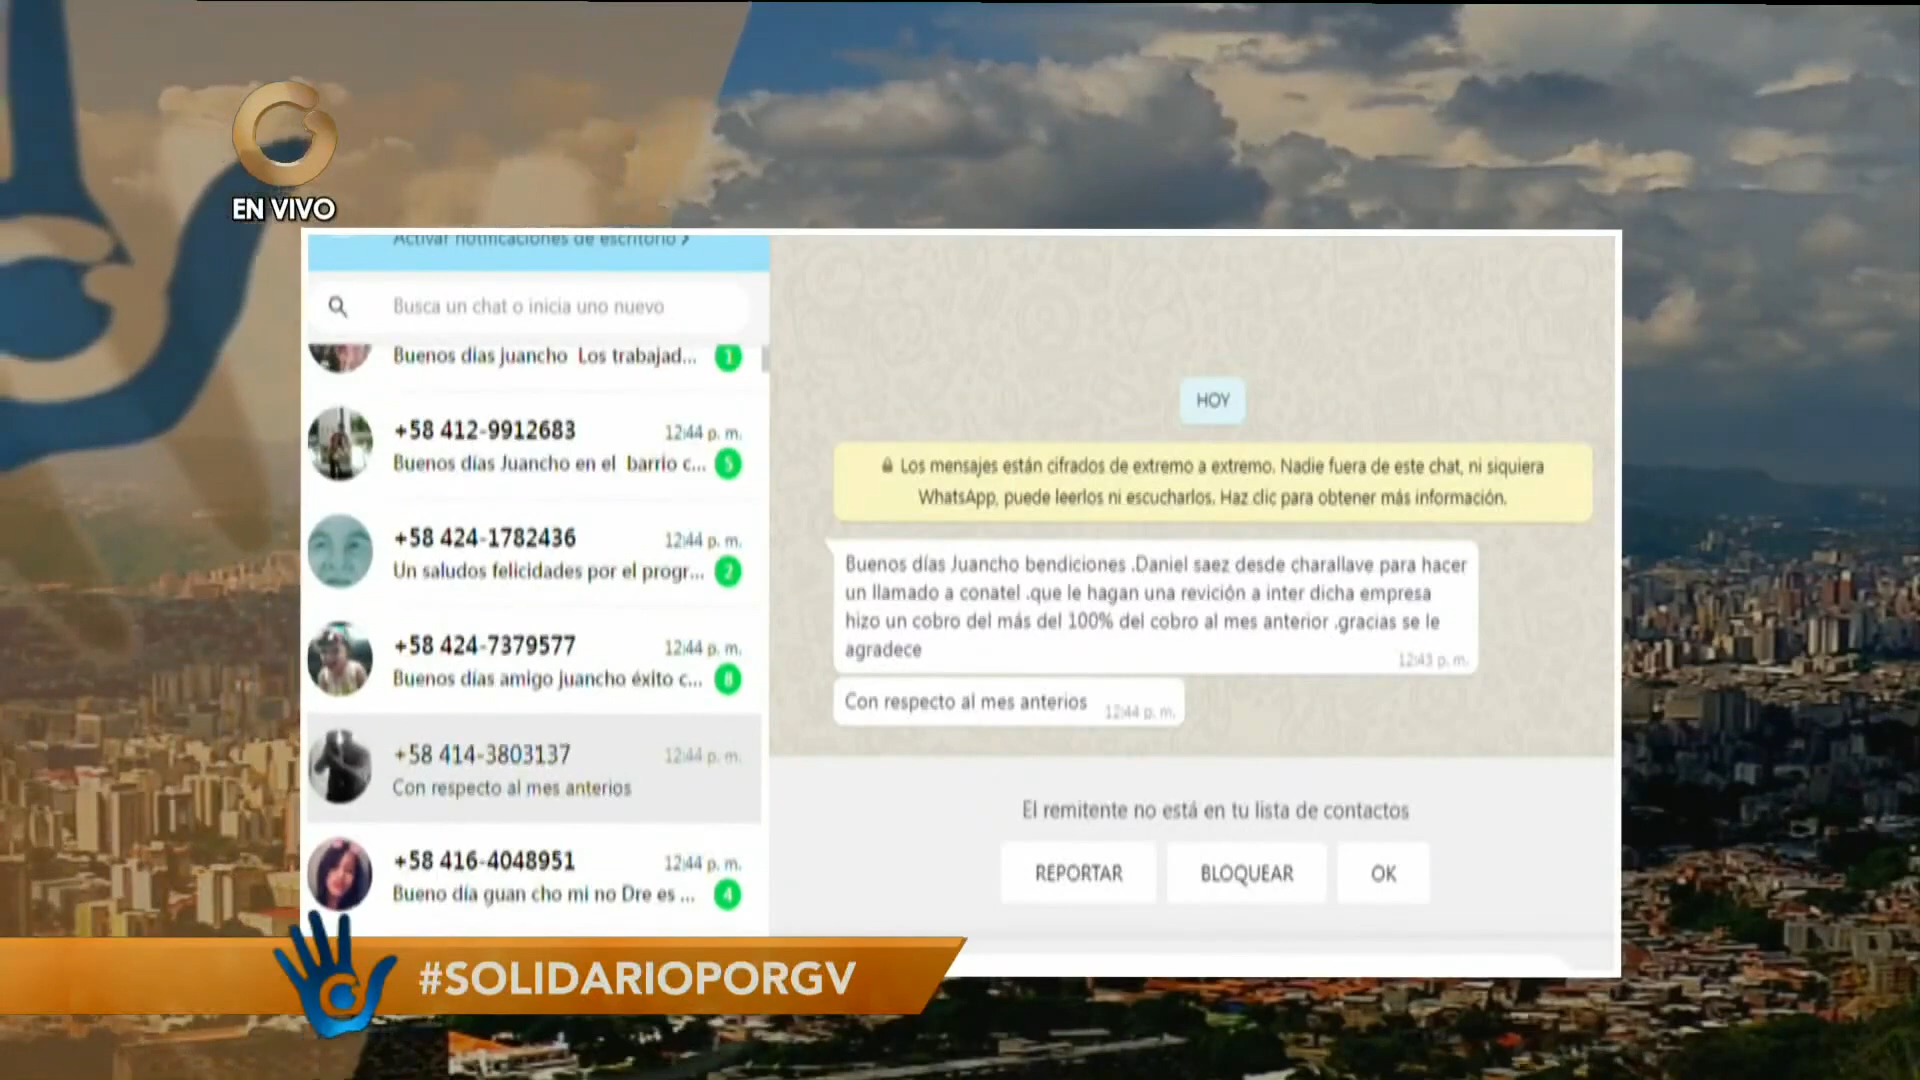 EN VIVO
Activar notificaciones de escritorio >
Busca un chat o inicia uno nuevo
Buenos días juancho Los trabajad... 1
+58 412-9912683 12:44 p. m.
Buenos días Juancho en el barrio c... 5
+58 424-1782436 12:44 p. m.
Un saludos felicidades por el progr... 2
+58 424-7379577 12:44 p. m.
Buenos días amigo juancho éxito c... 8
+58 414-3803137 12:44 p. m.
Con respecto al mes anterios
+58 416-4048951 12:44 p. m.
Bueno día guan cho mi no Dre es ... 4
HOY
Los mensajes están cifrados de extremo a extremo. Nadie fuera de este chat, ni siquiera
WhatsApp, puede leerlos ni escucharlos. Haz clic para obtener más información.
Buenos días Juancho bendiciones .Daniel saez desde charallave para hacer
un llamado a conatel .que le hagan una revición a inter dicha empresa
hizo un cobro del más del 100% del cobro al mes anterior .gracias se le
agradece
12:43 p. m.
Con respecto al mes anterios 12:44 p. m.
El remitente no está en tu lista de contactos
REPORTAR BLOQUEAR OK
#SOLIDARIOPORGV